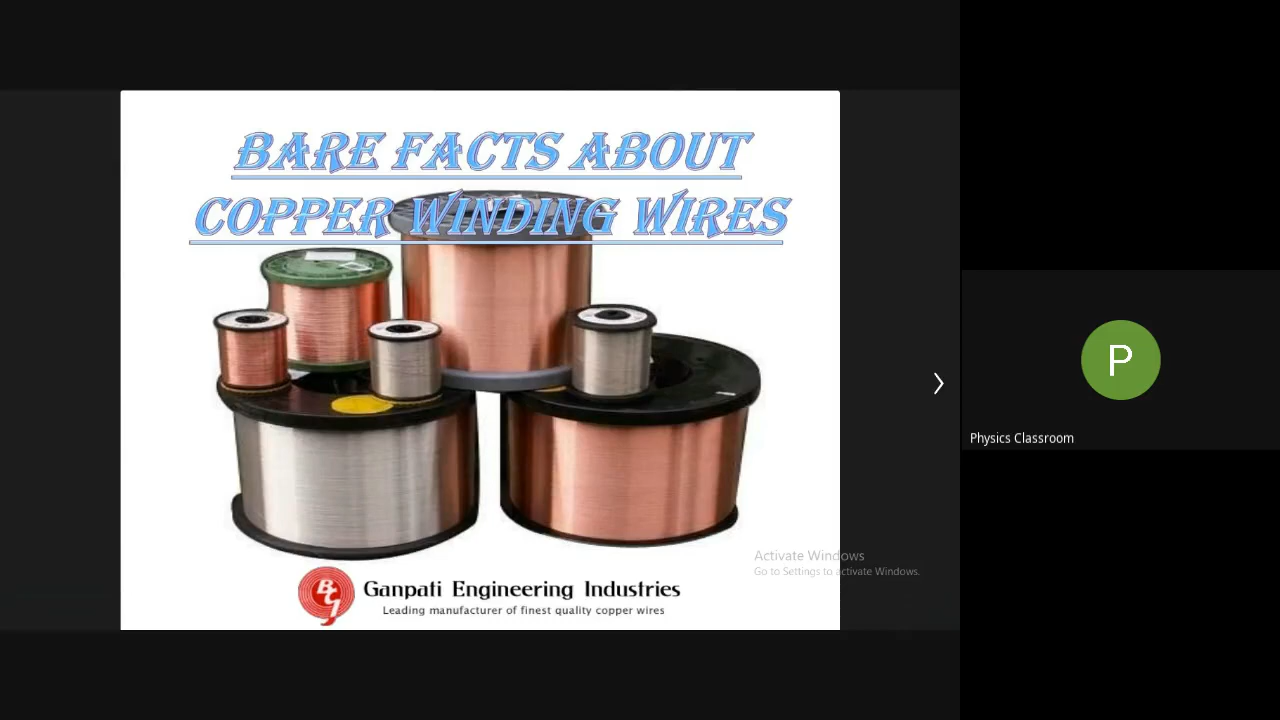 BARE FACTS ABOUT
COPPER WINDING WIRES
Ganpati Engineering Industries
Leading manufacturer of finest quality copper wires
Activate Windows
Go to Settings to activate Windows.
P
Physics Classroom